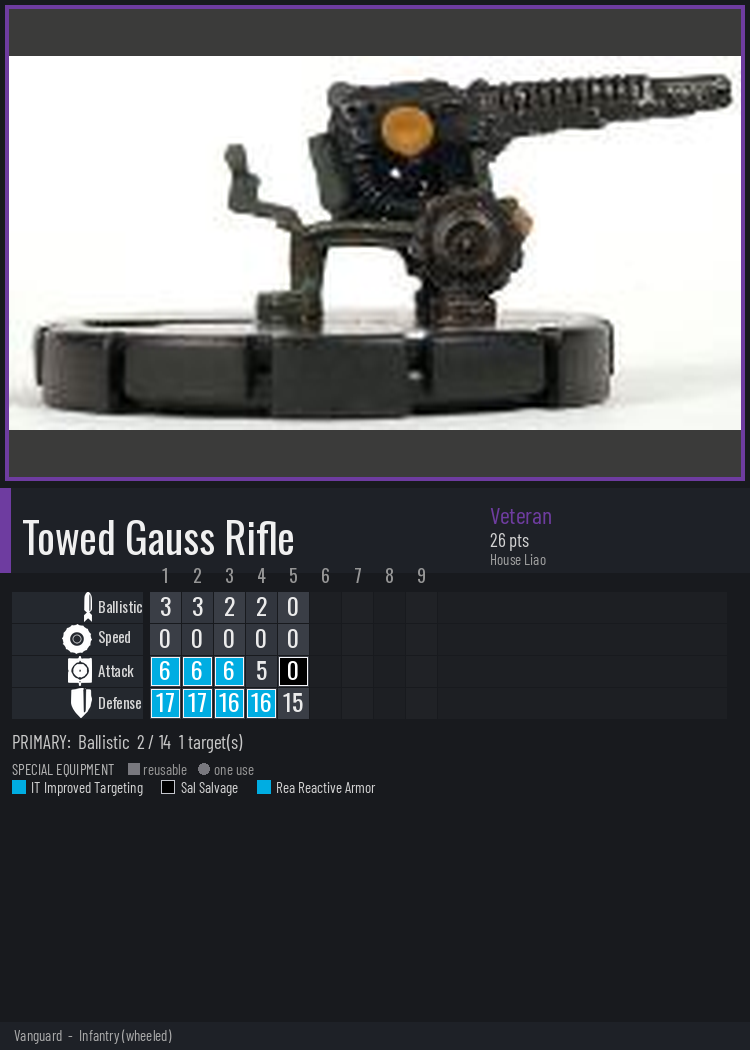 Towed Gauss Rifle
Veteran
26 pts
House Liao
1 2 3 4 5 6 7 8 9
Ballistic 3 3 2 2 0
Speed 0 0 0 0 0
Attack 6 6 6 5 0
Defense 17 17 16 16 15
PRIMARY: Ballistic 2 / 14 1 target(s)
SPECIAL EQUIPMENT reusable one use
IT Improved Targeting Sal Salvage Rea Reactive Armor
Vanguard - Infantry (wheeled)